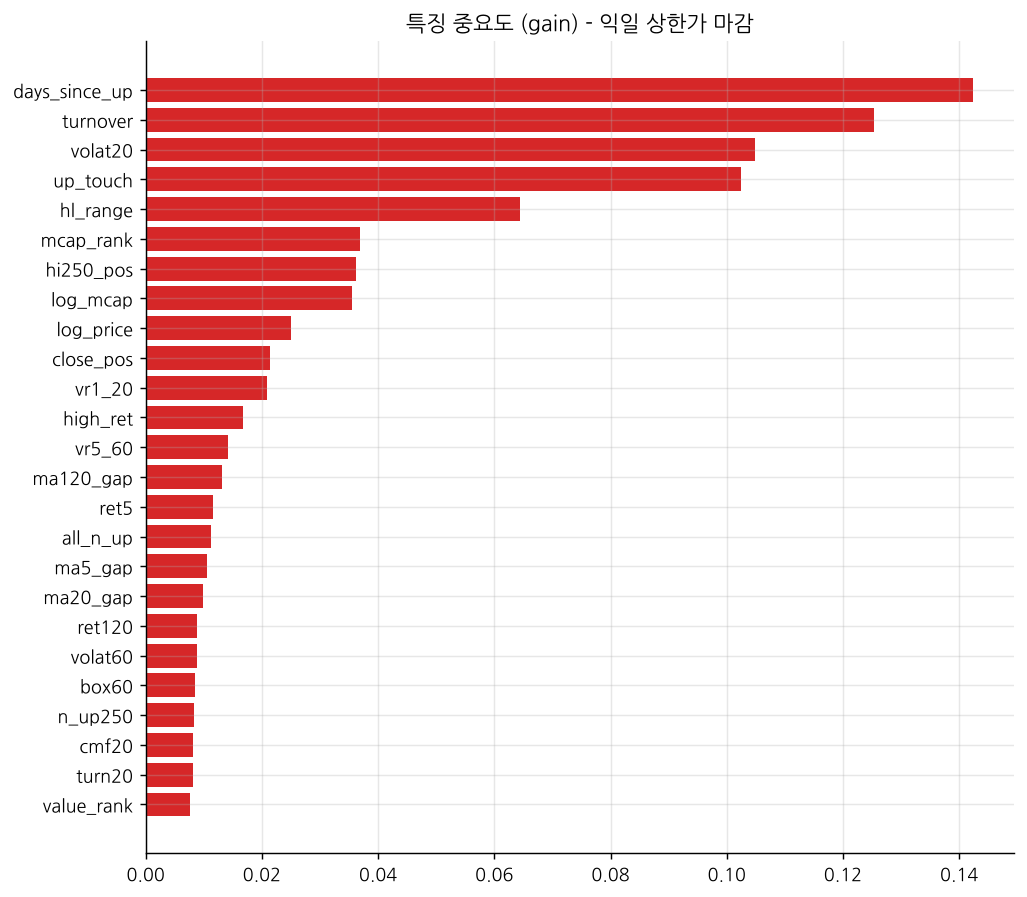 특징 중요도 (gain) - 익일 상한가 마감
days_since_up
turnover
volat20
up_touch
hl_range
mcap_rank
hi250_pos
log_mcap
log_price
close_pos
vr1_20
high_ret
vr5_60
ma120_gap
ret5
all_n_up
ma5_gap
ma20_gap
ret120
volat60
box60
n_up250
cmf20
turn20
value_rank
0.00 0.02 0.04 0.06 0.08 0.10 0.12 0.14